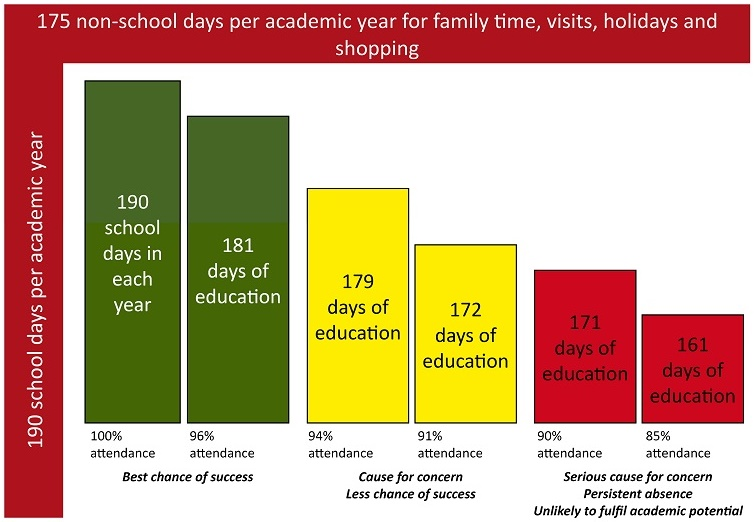 175 non-school days per academic year for family time, visits, holidays and
shopping
190 school days per academic year
190
school
days in
each
year
181
days of
education
179
days of
education
172
days of
education
171
days of
education
161
days of
education
100%
attendance
96%
attendance
94%
attendance
91%
attendance
90%
attendance
85%
attendance
Best chance of success
Cause for concern
Less chance of success
Serious cause for concern
Persistent absence
Unlikely to fulfil academic potential